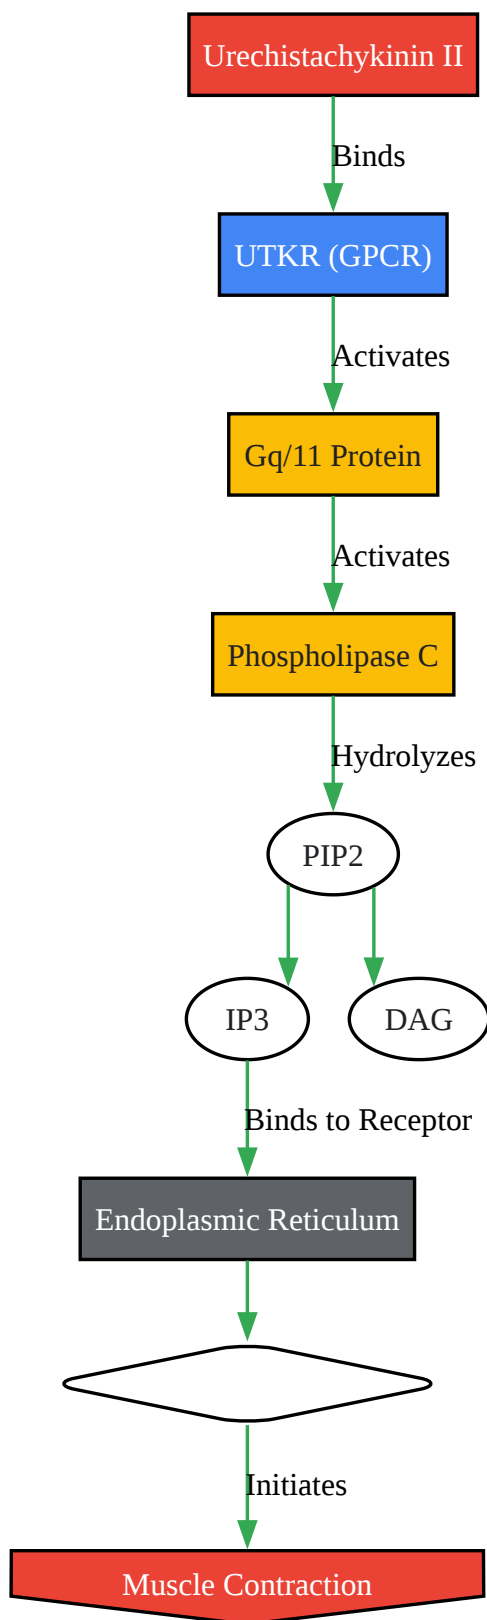 Urechistachykinin II
Binds
UTKR (GPCR)
Activates
Gq/11 Protein
Activates
Phospholipase C
Hydrolyzes
PIP2
IP3
DAG
Binds to Receptor
Endoplasmic Reticulum
Initiates
Muscle Contraction